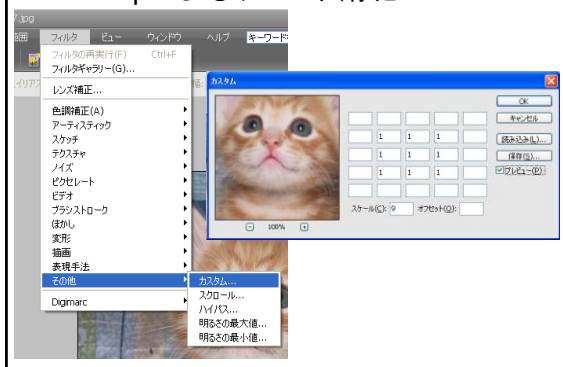 7.jpg
フィルタ ビュー ウィンドウ ヘルプ キーワード
フィルタの再実行(F) Ctrl+F
フィルタギャラリー(G)...
レンズ補正...
色調補正(A)
アーティスティック
スケッチ
テクスチャ
ノイズ
ピクセレート
ビデオ
ブラシストローク
ぼかし
変形
描画
表現手法
その他
Digimarc
カスタム...
スクロール...
ハイパス...
明るさの最大値...
明るさの最小値...
カスタム
OK
キャンセル
読み込み(L)...
保存(S)...
プレビュー(P)
1 1 1
1 1 1
1 1 1
スケール(C): 9 オフセット(O):
100%